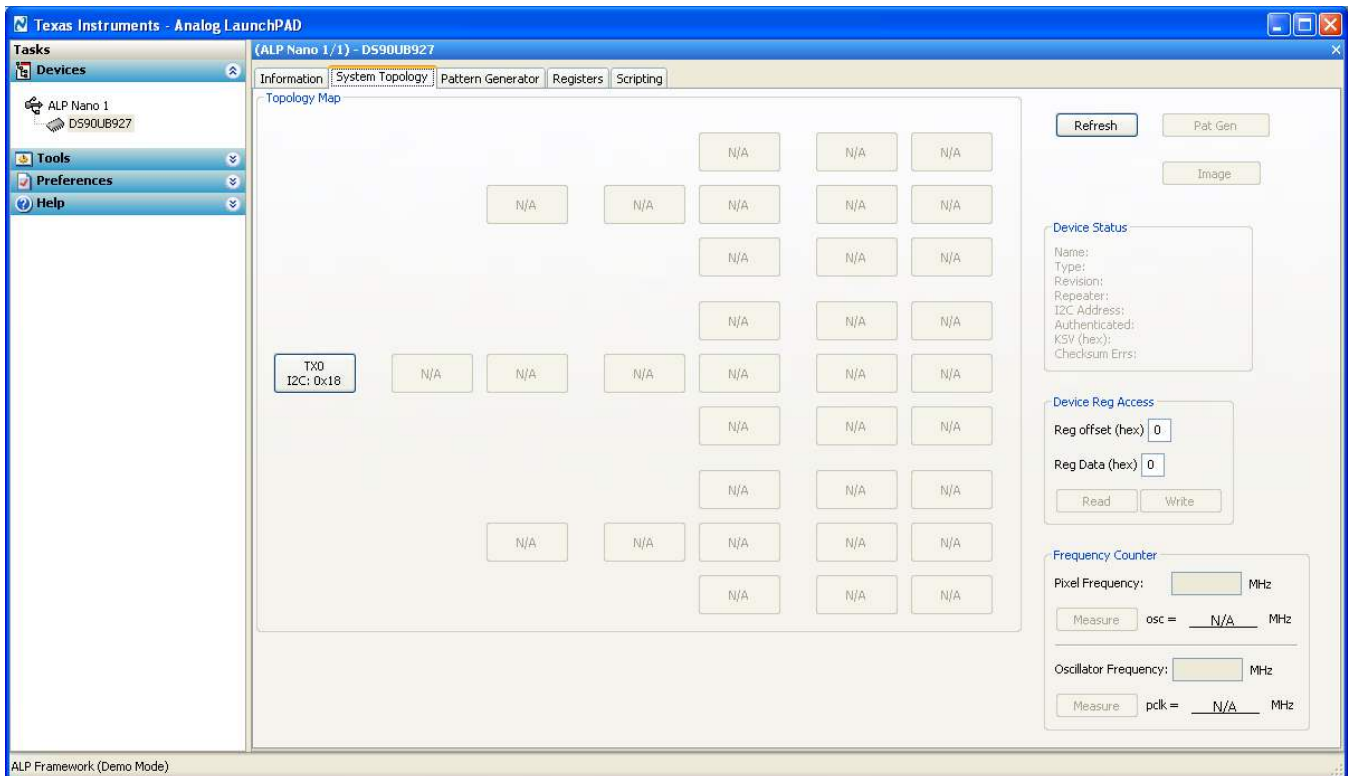 Texas Instruments - Analog LaunchPAD
Tasks
(ALP Nano 1/1) - DS90UB927
Devices
ALP Nano 1
DS90UB927
Tools
Preferences
Help
Information System Topology Pattern Generator Registers Scripting
Topology Map
N/A N/A N/A
N/A N/A N/A N/A N/A
N/A N/A N/A
N/A N/A N/A
TX0
I2C: 0x18
N/A N/A N/A N/A N/A N/A
N/A N/A N/A
N/A N/A N/A
N/A N/A N/A N/A N/A
N/A N/A N/A
Refresh Pat Gen
Image
Device Status
Name:
Type:
Revision:
Repeater:
I2C Address:
Authenticated:
KSV (hex):
Checksum Errs:
Device Reg Access
Reg offset (hex) 0
Reg Data (hex) 0
Read Write
Frequency Counter
Pixel Frequency: MHz
Measure osc = N/A MHz
Oscillator Frequency: MHz
Measure pclk = N/A MHz
ALP Framework (Demo Mode)